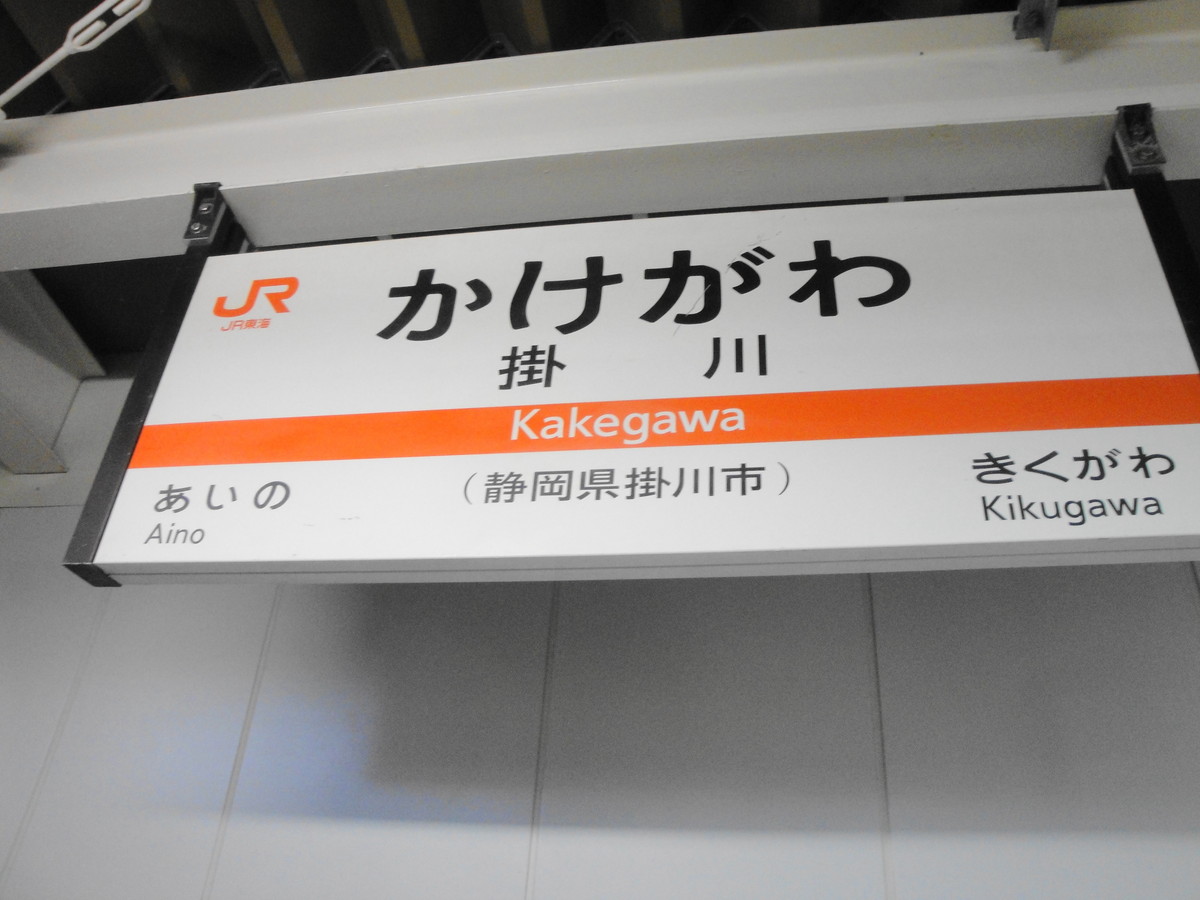 JR
JR東海
かけがわ
掛川
Kakegawa
(静岡県掛川市)
あいの
Aino
きくがわ
Kikugawa